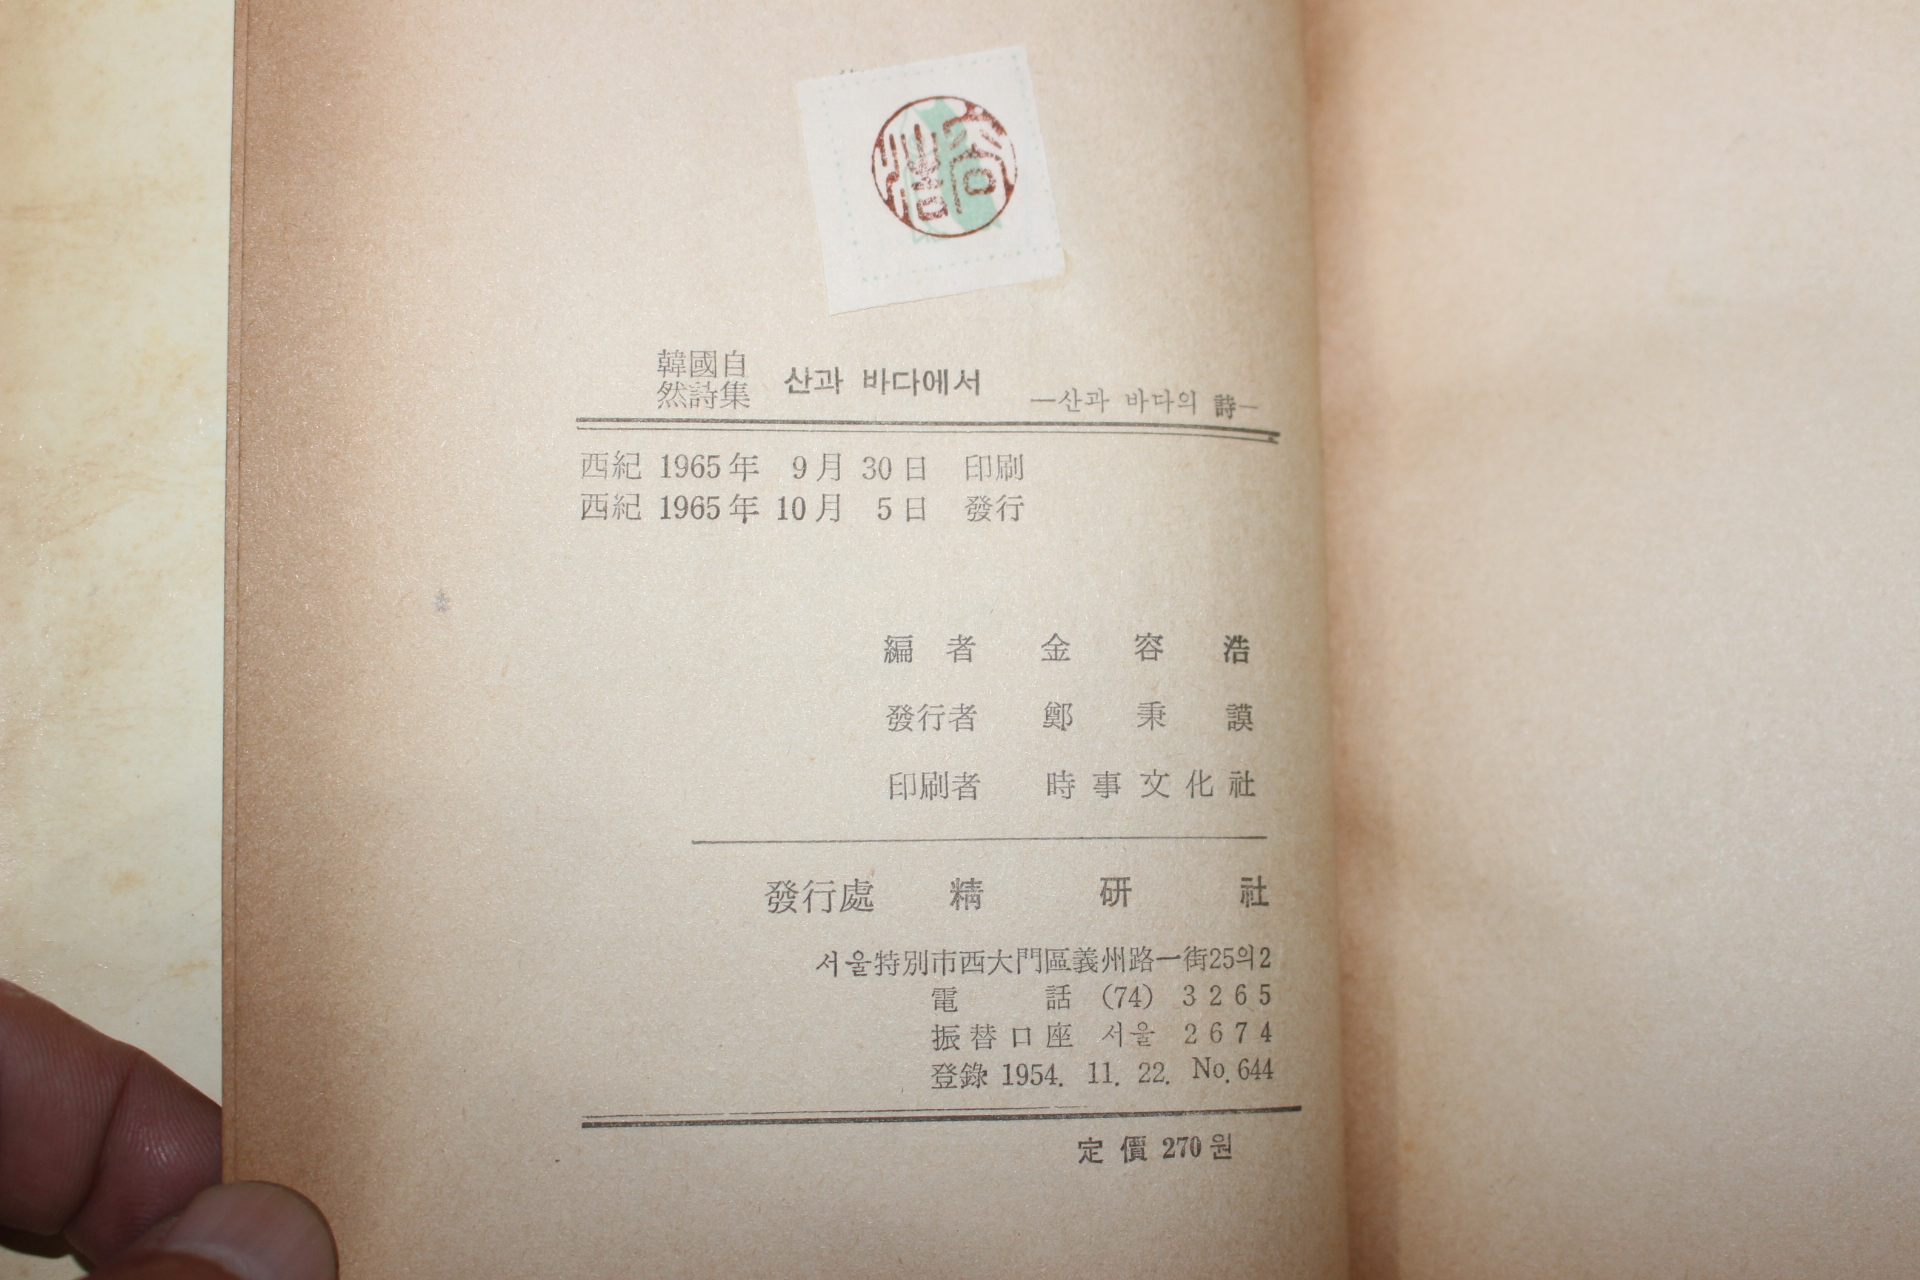 容浩
韓國自然詩集 산과 바다에서 —산과 바다의 詩—
西紀 1965年 9月 30日 印刷
西紀 1965年 10月 5日 發行
編者 金容浩
發行者 鄭秉謨
印刷者 時事文化社
發行處 精研社
서울特別市西大門區義州路一街25의2
電話 (74) 3265
振替口座 서울 2674
登錄 1954. 11. 22. No. 644
定價 270원